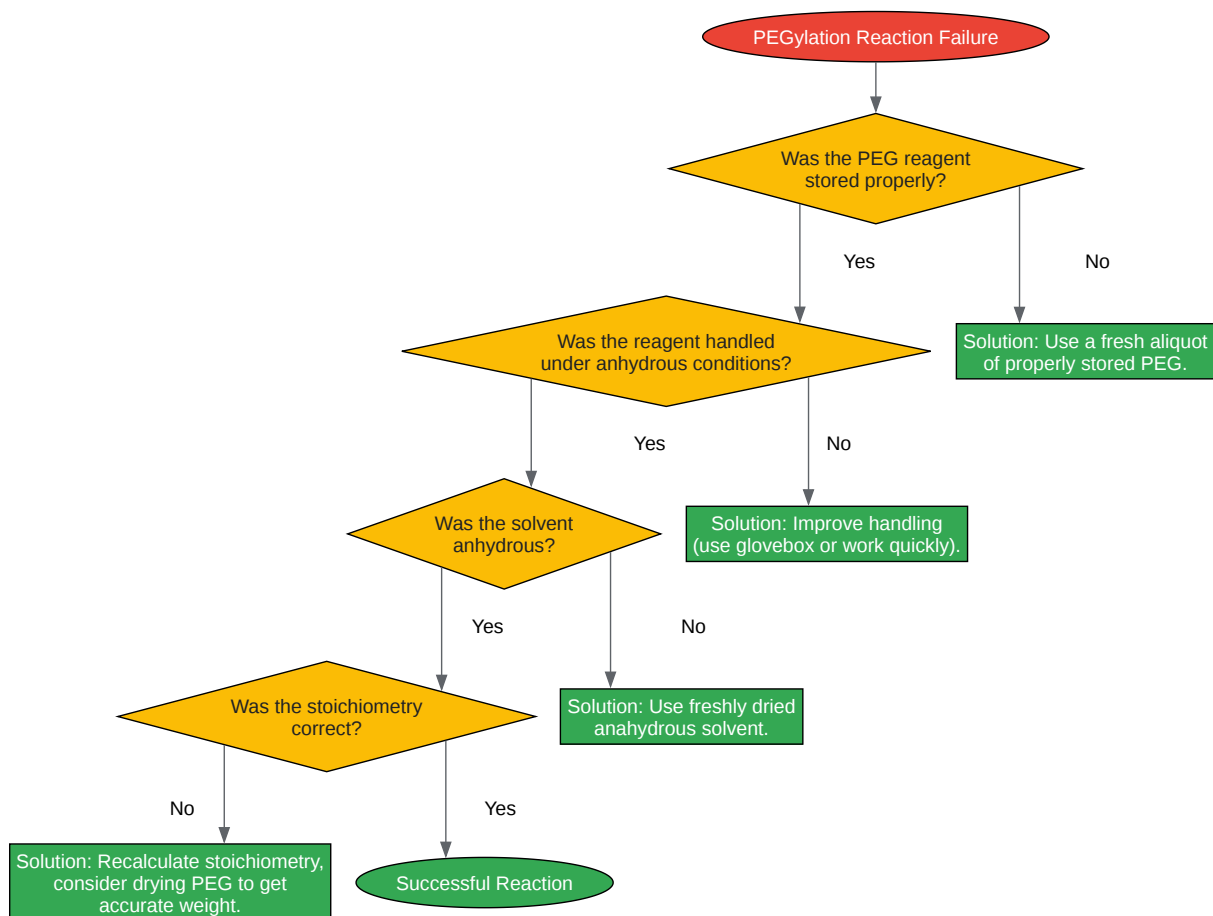 PEGylation Reaction Failure
Was the PEG reagent
stored properly?
Yes
No
Was the reagent handled
under anhydrous conditions?
Solution: Use a fresh aliquot
of properly stored PEG.
Yes
No
Was the solvent
anhydrous?
Solution: Improve handling
(use glovebox or work quickly).
Yes
No
Was the stoichiometry
correct?
Solution: Use freshly dried
anahydrous solvent.
No
Yes
Solution: Recalculate stoichiometry,
consider drying PEG to get
accurate weight.
Successful Reaction